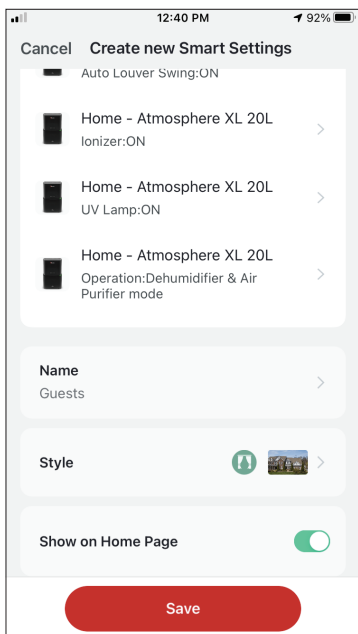 12:40 PM 92%
Cancel Create new Smart Settings
Auto Louver Swing:ON
Home - Atmosphere XL 20L
Ionizer:ON
Home - Atmosphere XL 20L
UV Lamp:ON
Home - Atmosphere XL 20L
Operation:Dehumidifier & Air
Purifier mode
Name
Guests
Style
Show on Home Page
Save